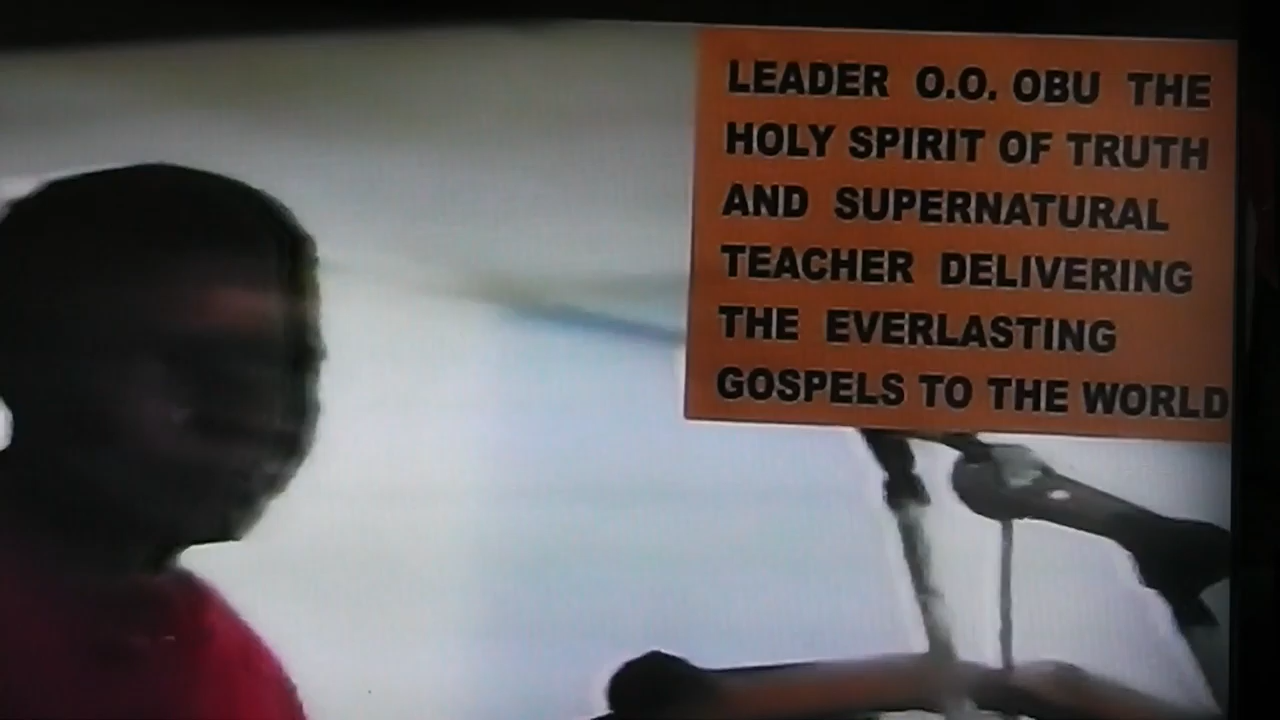 LEADER O.O. OBU THE
HOLY SPIRIT OF TRUTH
AND SUPERNATURAL
TEACHER DELIVERING
THE EVERLASTING
GOSPELS TO THE WORLD